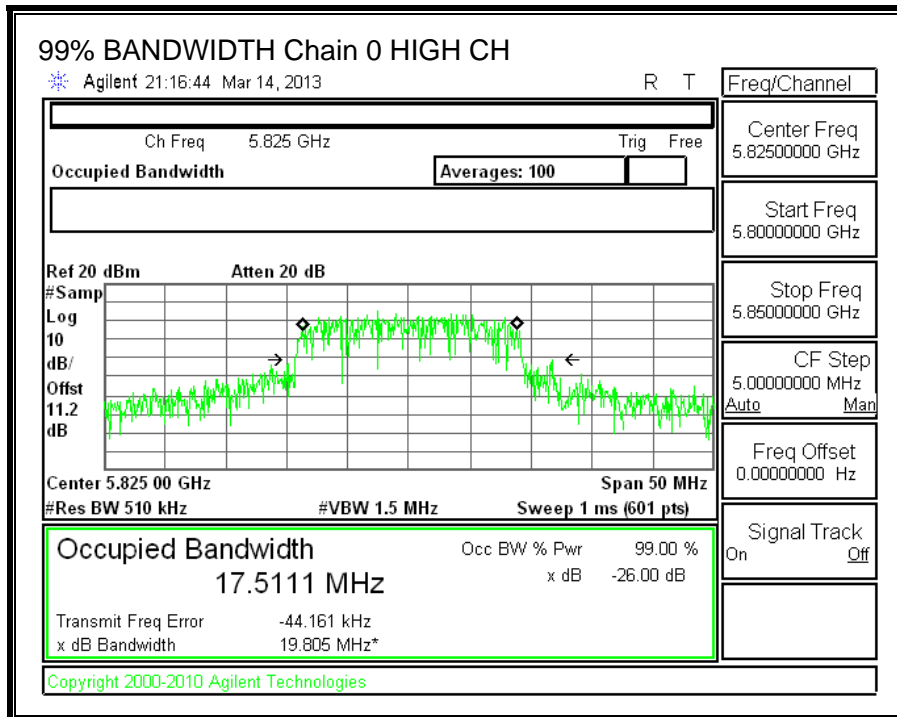 99% BANDWIDTH Chain 0 HIGH CH
Agilent 21:16:44 Mar 14, 2013 R T
Freq/Channel
Ch Freq 5.825 GHz Trig Free
Occupied Bandwidth Averages: 100
Center Freq
5.82500000 GHz
Start Freq
5.80000000 GHz
Stop Freq
5.85000000 GHz
CF Step
5.00000000 MHz
Auto Man
Freq Offset
0.00000000 Hz
Signal Track
On Off
Ref 20 dBm Atten 20 dB
#Samp
Log
10
dB/
Offst
11.2
dB
Center 5.825 00 GHz Span 50 MHz
#Res BW 510 kHz #VBW 1.5 MHz Sweep 1 ms (601 pts)
Occupied Bandwidth Occ BW % Pwr 99.00 %
17.5111 MHz x dB -26.00 dB
Transmit Freq Error -44.161 kHz
x dB Bandwidth 19.805 MHz*
Copyright 2000-2010 Agilent Technologies